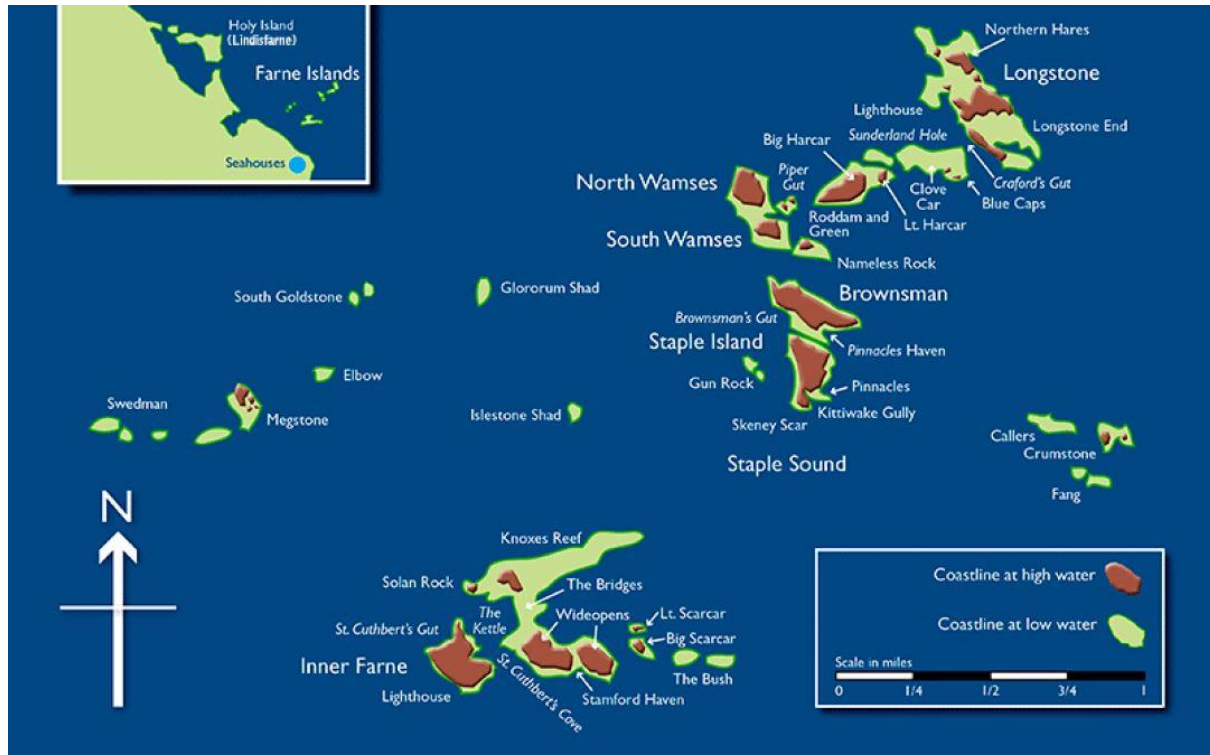 Holy Island
(Lindisfarne)
Farne Islands
Seahouses
Northern Hares
Longstone
Lighthouse
Longstone End
Sunderland Hole
Big Harcar
Piper
Gut
North Wamses
Craford's Gut
Clove
Car
Blue Caps
Lt. Harcar
Roddam and
Green
South Wamses
Nameless Rock
South Goldstone
Glororum Shad
Brownsman
Brownsman's Gut
Staple Island
Pinnacles Haven
Elbow
Gun Rock
Pinnacles
Swedman
Megstone
Islestone Shad
Kittiwake Gully
Skeney Scar
Callers
Crumstone
Staple Sound
Fang
N
Knoxes Reef
Solan Rock
The Bridges
The
Kettle
Wideopens
Lt. Scarcar
St. Cuthbert's Gut
Big Scarcar
Inner Farne
The Bush
Lighthouse
St. Cuthbert's Cove
Stamford Haven
Coastline at high water
Coastline at low water
Scale in miles
0 1/4 1/2 3/4 1